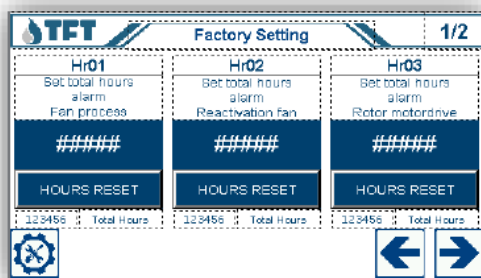 TFT
Factory Setting
1/2
Hr01
Set total hours
alarm
Fan process
#####
HOURS RESET
123456 Total Hours
Hr02
Set total hours
alarm
Reactivation fan
#####
HOURS RESET
123456 Total Hours
Hr03
Set total hours
alarm
Rotor motordrive
#####
HOURS RESET
123456 Total Hours